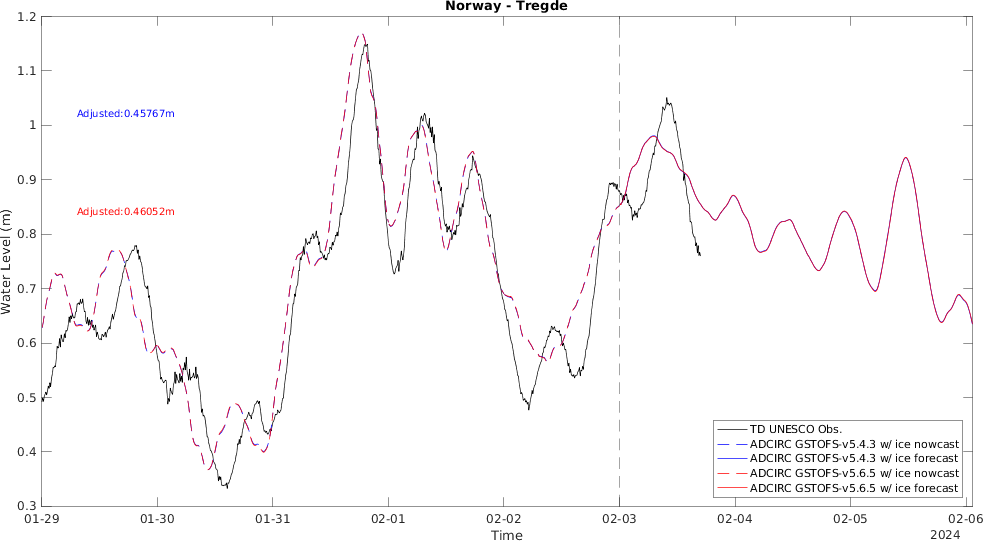 Norway - Tregde
1.2
1.1
1
0.9
0.8
0.7
0.6
0.5
0.4
0.3
Water Level (m)
Adjusted:0.45767m
Adjusted:0.46052m
TD UNESCO Obs.
ADCIRC GSTOFS-v5.4.3 w/ ice nowcast
ADCIRC GSTOFS-v5.4.3 w/ ice forecast
ADCIRC GSTOFS-v5.6.5 w/ ice nowcast
ADCIRC GSTOFS-v5.6.5 w/ ice forecast
01-29 01-30 01-31 02-01 02-02 02-03 02-04 02-05 02-06
Time
2024